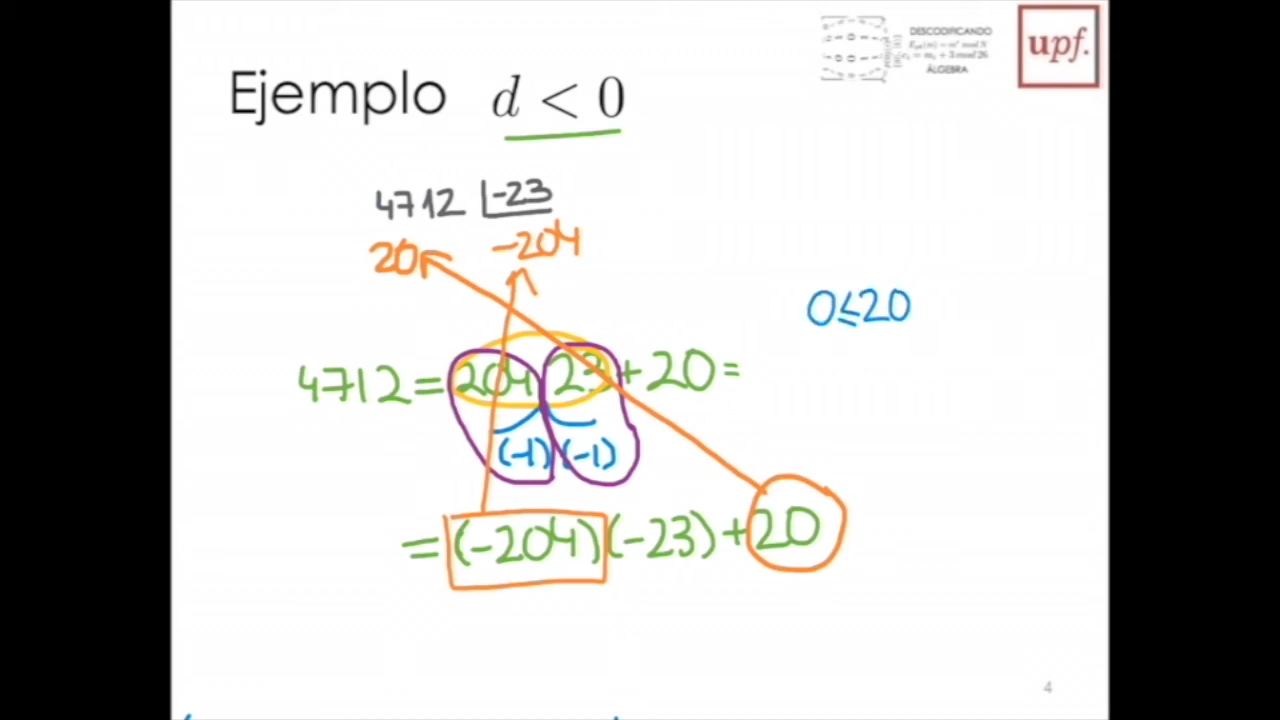 DESCODIFICANDO
ÁLGEBRA
upf.
Ejemplo d < 0
4712 |-23
20 -204
0≤20
4712 = 204 23 + 20 =
(-1) (-1)
= (-204)(-23) + 20
4